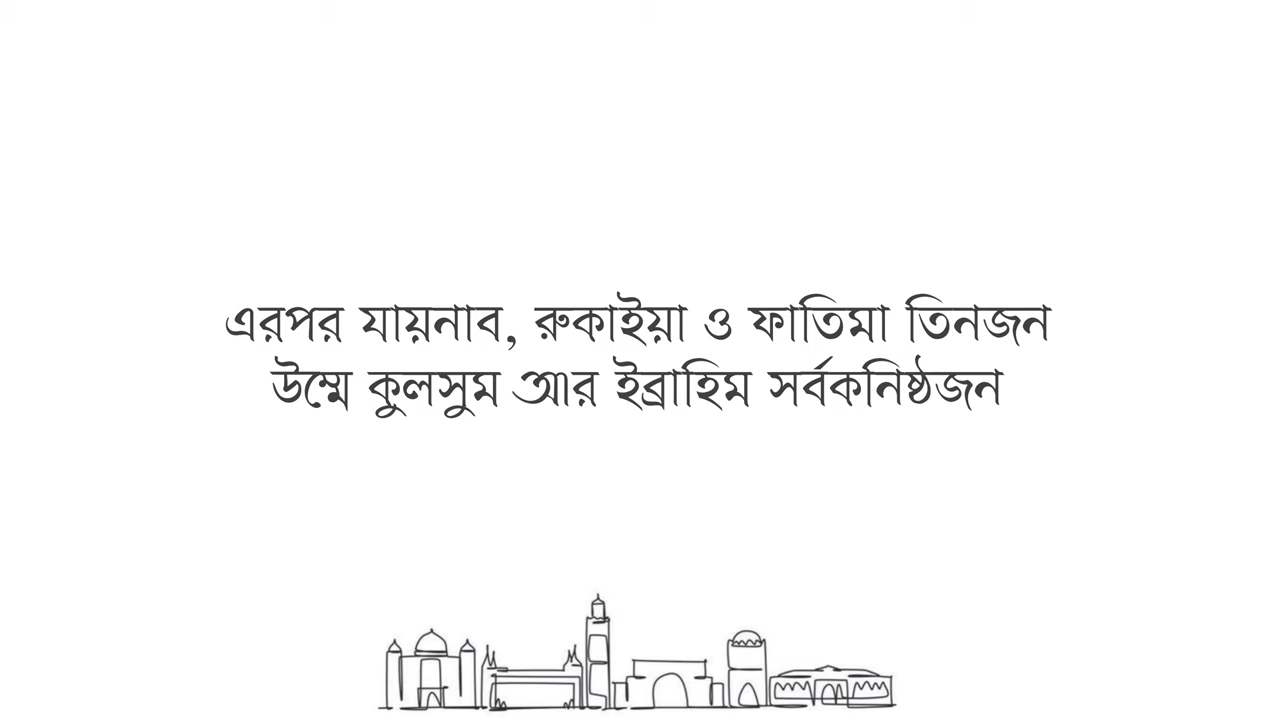 এরপর যায়নাব, রুকাইয়া ও ফাতিমা তিনজন
উম্মে কুলসুম আর ইব্রাহিম সর্বকনিষ্ঠজন